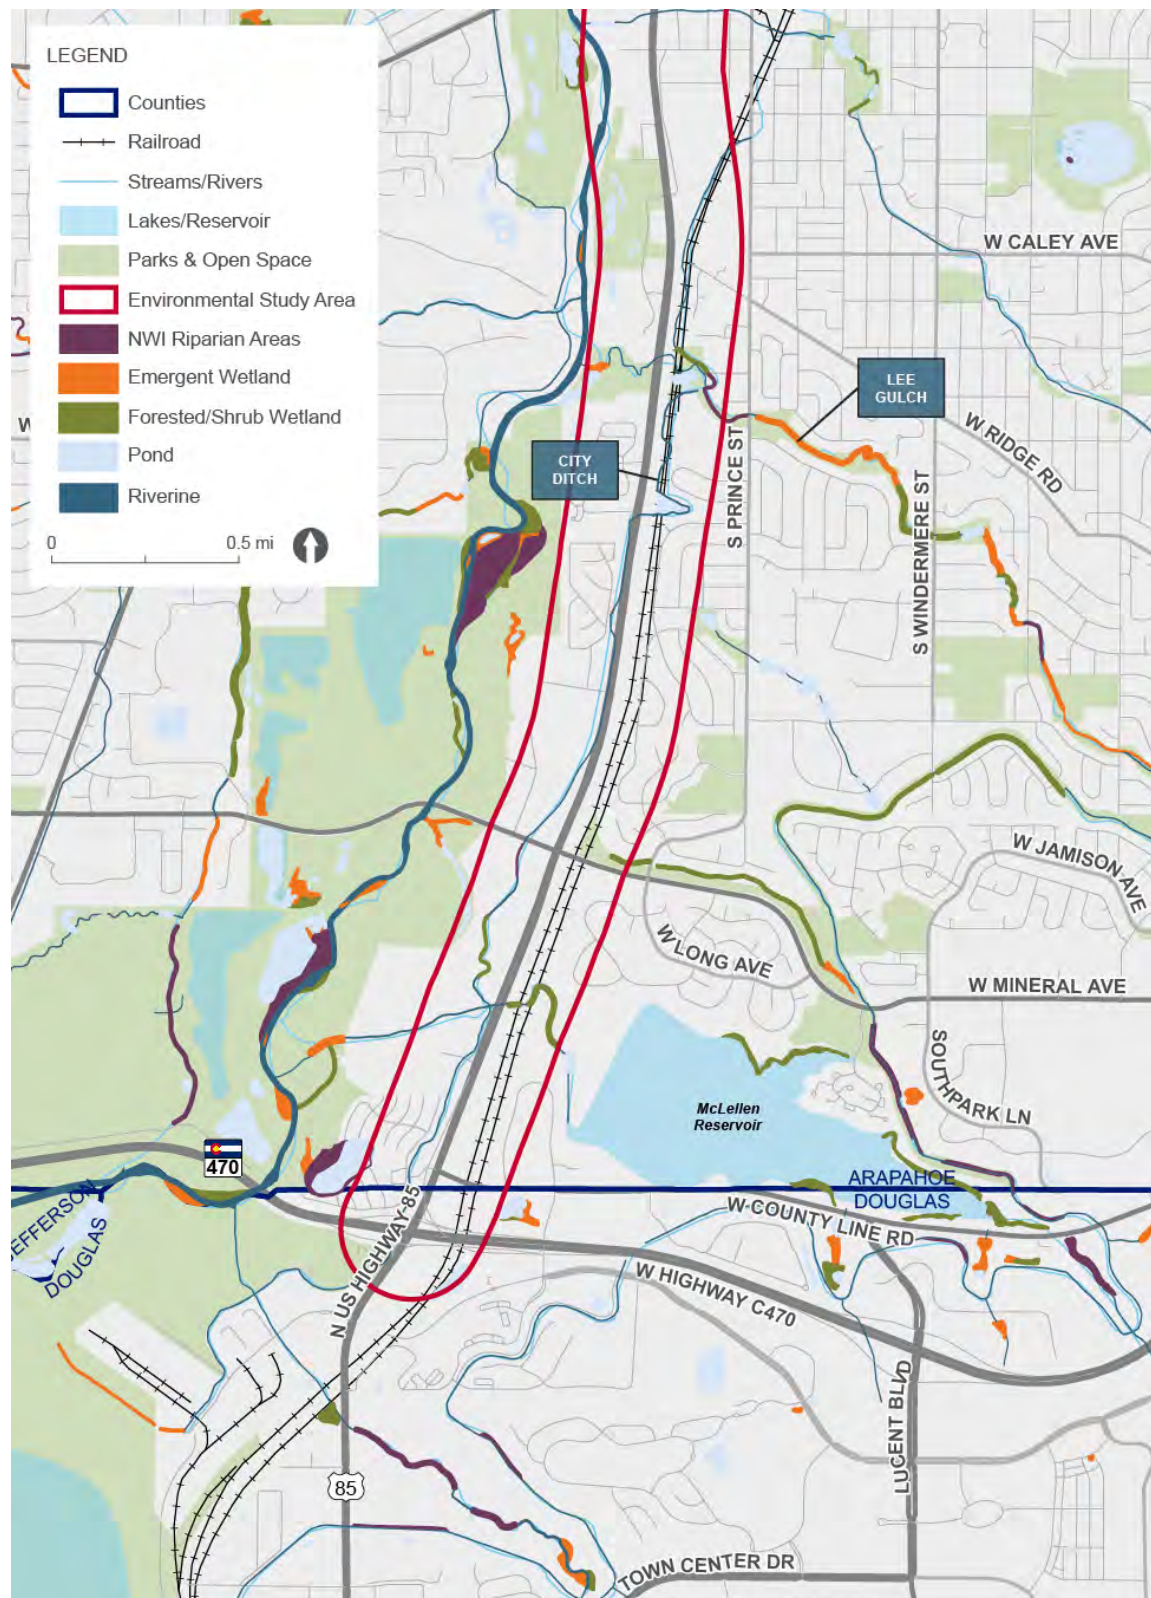 LEGEND
Counties
Railroad
Streams/Rivers
Lakes/Reservoir
Parks & Open Space
Environmental Study Area
NWI Riparian Areas
Emergent Wetland
Forested/Shrub Wetland
Pond
Riverine
0 0.5 mi
W CALEY AVE
LEE
GULCH
W RIDGE RD
W
CITY
DITCH
S PRINCE ST
S WINDERMERE ST
W JAMISON AVE
W LONG AVE
W MINERAL AVE
SOUTHPARK LN
McLellen
Reservoir
470
ARAPAHOE
DOUGLAS
JEFFERSON
DOUGLAS
W COUNTY LINE RD
N US HIGHWAY-85
W HIGHWAY C470
LUCENT BLVD
85
TOWN CENTER DR